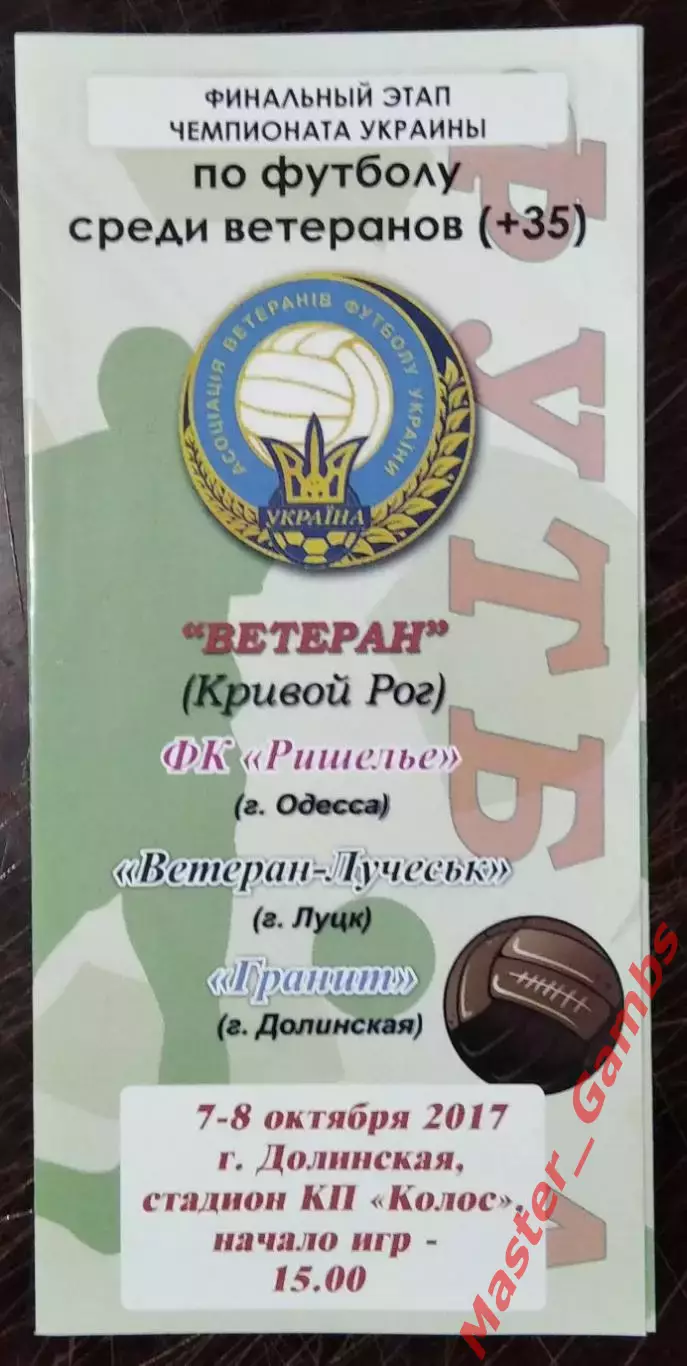 ФИНАЛЬНЫЙ ЭТАП
ЧЕМПИОНАТА УКРАИНЫ
по футболу
среди ветеранов (+35)
АСОЦІАЦІЯ ВЕТЕРАНІВ ФУТБОЛУ УКРАЇНИ
УКРАЇНА
"ВЕТЕРАН"
(Кривой Рог)
ФК «Ришелье»
(г. Одесса)
«Ветеран-Лучеськ»
(г. Луцк)
«Гранит»
(г. Долинская)
7-8 октября 2017
г. Долинская,
стадион КП «Колос»,
начало игр -
15.00
Master_Gambs